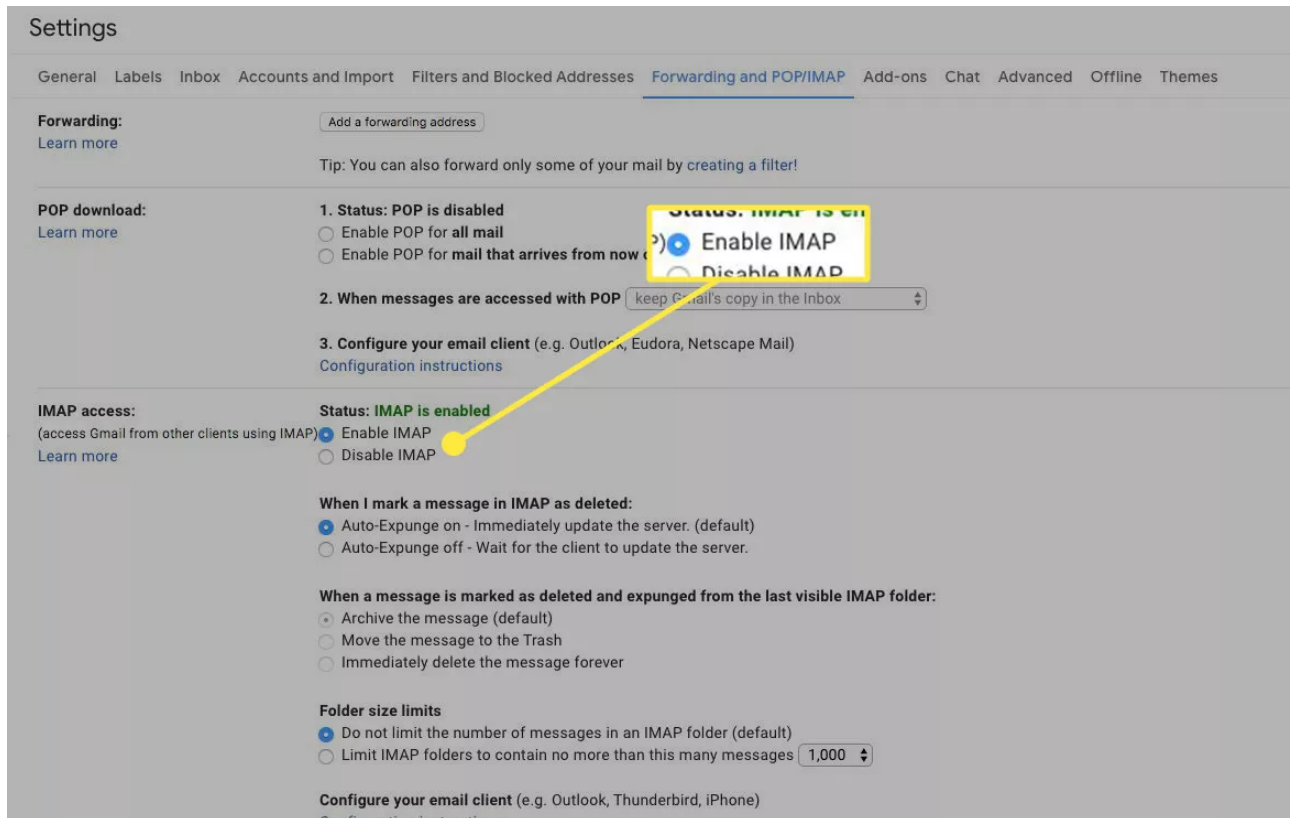 Settings
General Labels Inbox Accounts and Import Filters and Blocked Addresses Forwarding and POP/IMAP Add-ons Chat Advanced Offline Themes
Forwarding:
Learn more
Add a forwarding address
Tip: You can also forward only some of your mail by creating a filter!
POP download:
Learn more
1. Status: POP is disabled
Enable POP for all mail
Enable POP for mail that arrives from now
Status: IMAP is en
Enable IMAP
Disable IMAP
2. When messages are accessed with POP keep Gmail's copy in the Inbox
3. Configure your email client (e.g. Outlook, Eudora, Netscape Mail)
Configuration instructions
IMAP access:
(access Gmail from other clients using IMAP)
Learn more
Status: IMAP is enabled
Enable IMAP
Disable IMAP
When I mark a message in IMAP as deleted:
Auto-Expunge on - Immediately update the server. (default)
Auto-Expunge off - Wait for the client to update the server.
When a message is marked as deleted and expunged from the last visible IMAP folder:
Archive the message (default)
Move the message to the Trash
Immediately delete the message forever
Folder size limits
Do not limit the number of messages in an IMAP folder (default)
Limit IMAP folders to contain no more than this many messages 1,000
Configure your email client (e.g. Outlook, Thunderbird, iPhone)